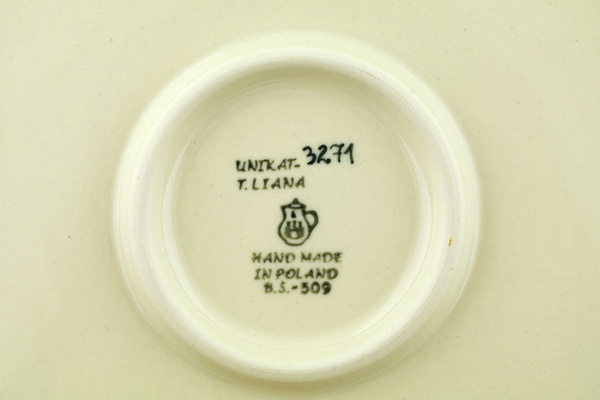 UNIKAT-3271
T. LIANA
HAND MADE
IN POLAND
B.S.-309